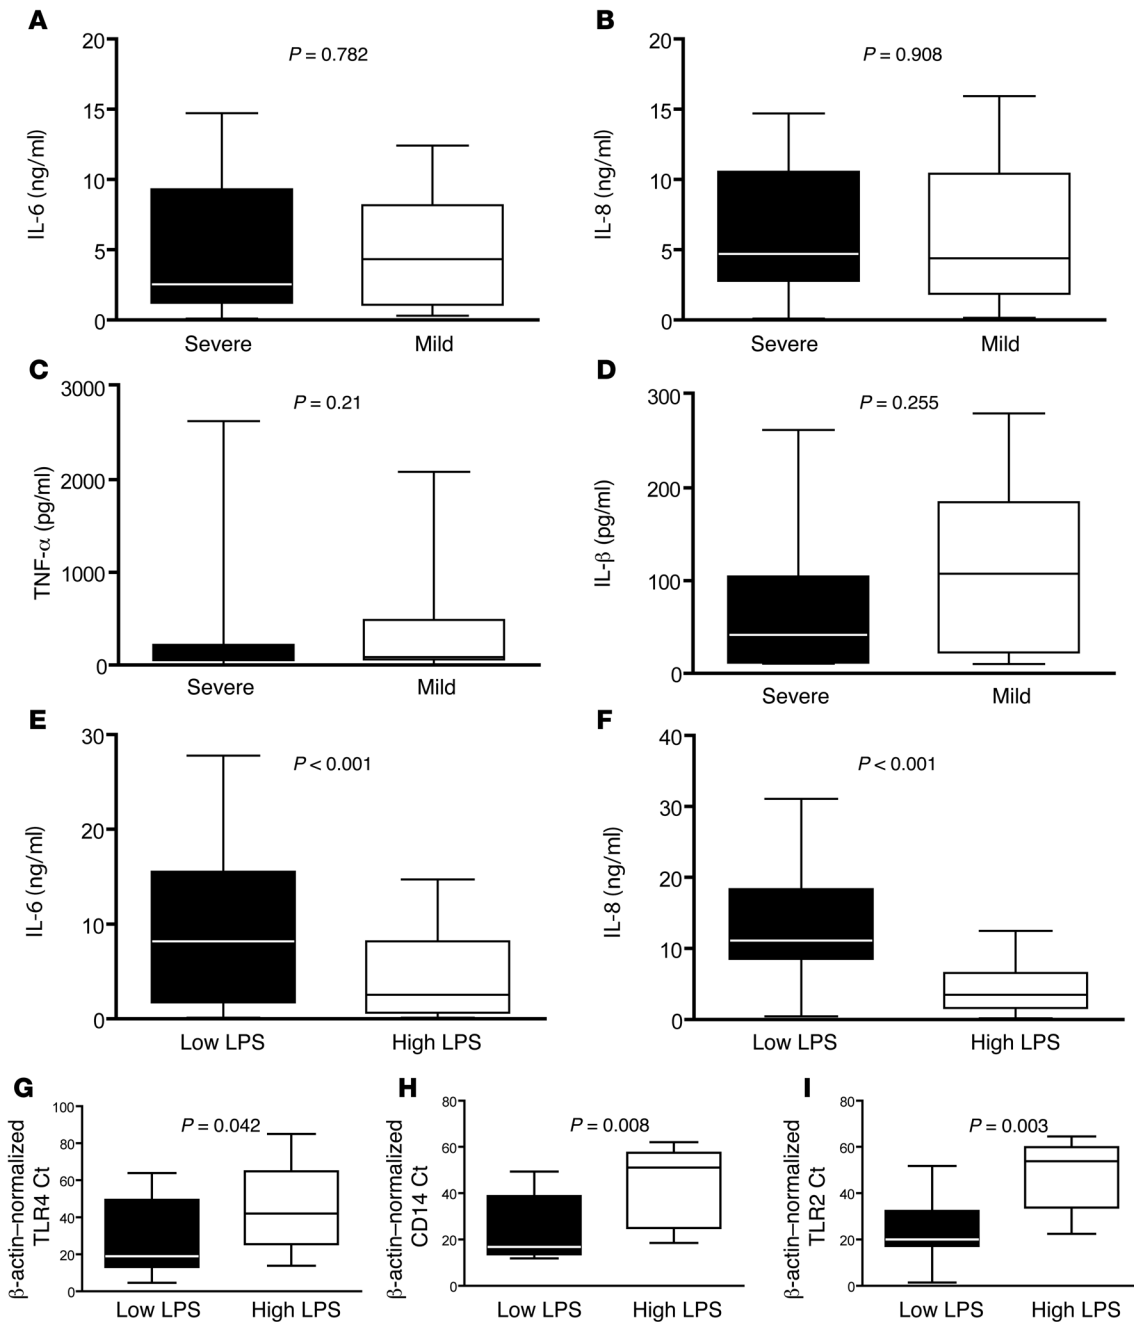 A
20
15
10
5
0
IL-6 (ng/ml)
P = 0.782
Severe
Mild
B
20
15
10
5
0
IL-8 (ng/ml)
P = 0.908
Severe
Mild
C
3000
2000
1000
0
TNF-α (pg/ml)
P = 0.21
Severe
Mild
D
300
200
100
0
IL-β (pg/ml)
P = 0.255
Severe
Mild
E
30
20
10
0
IL-6 (ng/ml)
P < 0.001
Low LPS
High LPS
F
40
30
20
10
0
IL-8 (ng/ml)
P < 0.001
Low LPS
High LPS
G
100
80
60
40
20
0
β-actin–normalized
TLR4 Ct
P = 0.042
Low LPS
High LPS
H
80
60
40
20
0
β-actin–normalized
CD14 Ct
P = 0.008
Low LPS
High LPS
I
80
60
40
20
0
β-actin–normalized
TLR2 Ct
P = 0.003
Low LPS
High LPS